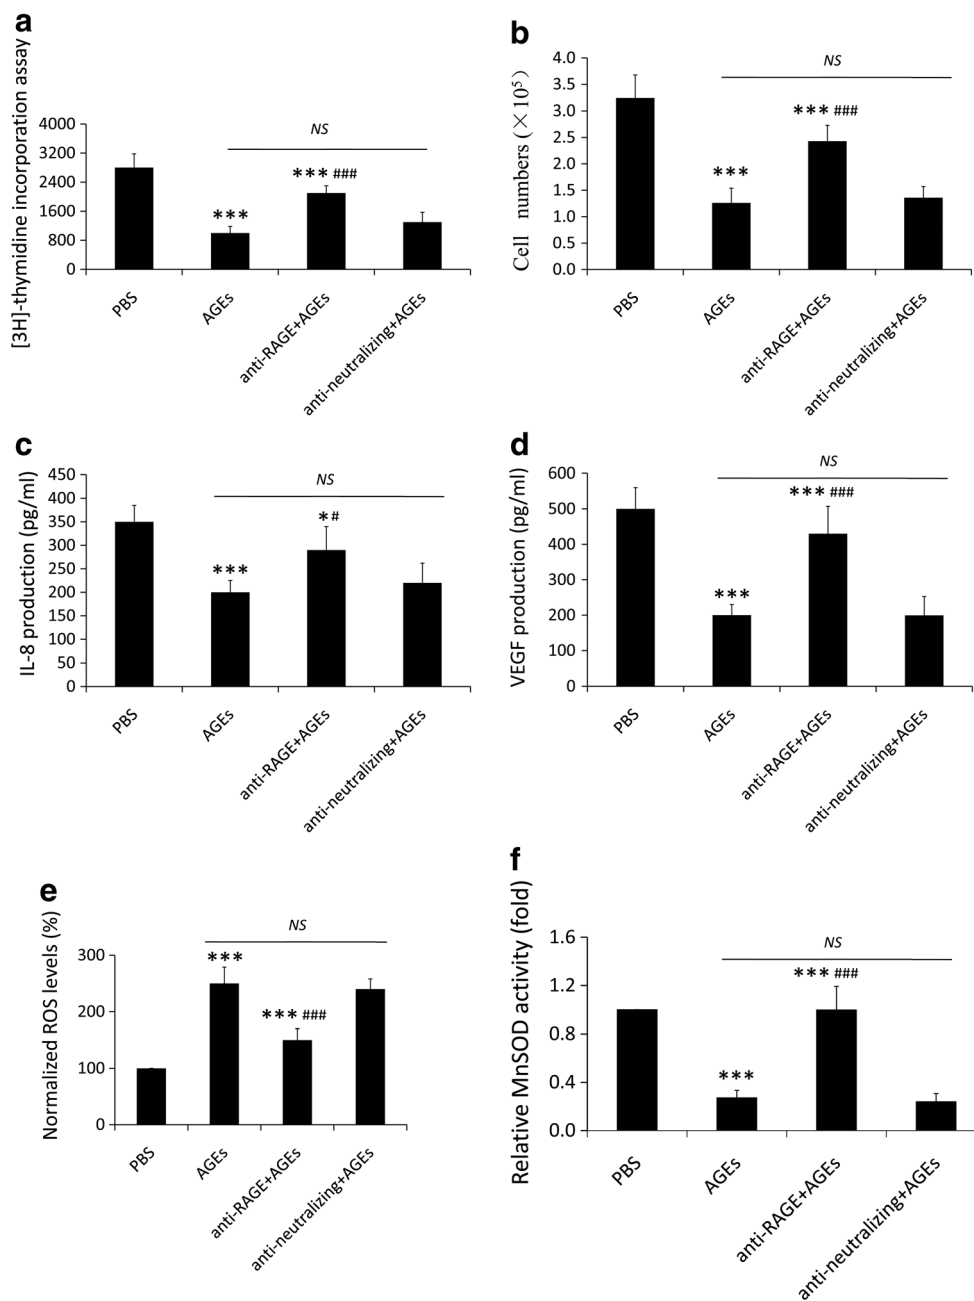 a
[3H]-thymidine incorporation assay
4000
3200
2400
1600
800
0
NS
***
*** ###
PBS
AGEs
anti-RAGE+AGEs
anti-neutralizing+AGEs
b
Cell numbers (×10⁵)
4.0
3.5
3.0
2.5
2.0
1.5
1.0
0.5
0.0
NS
***
*** ###
PBS
AGEs
anti-RAGE+AGEs
anti-neutralizing+AGEs
c
IL-8 production (pg/ml)
450
400
350
300
250
200
150
100
50
0
NS
***
*#
PBS
AGEs
anti-RAGE+AGEs
anti-neutralizing+AGEs
d
VEGF production (pg/ml)
600
500
400
300
200
100
0
NS
***
*** ###
PBS
AGEs
anti-RAGE+AGEs
anti-neutralizing+AGEs
e
Normalized ROS levels (%)
300
200
100
0
NS
***
*** ###
PBS
AGEs
anti-RAGE+AGEs
anti-neutralizing+AGEs
f
Relative MnSOD activity (fold)
1.6
1.2
0.8
0.4
0.0
NS
***
*** ###
PBS
AGEs
anti-RAGE+AGEs
anti-neutralizing+AGEs